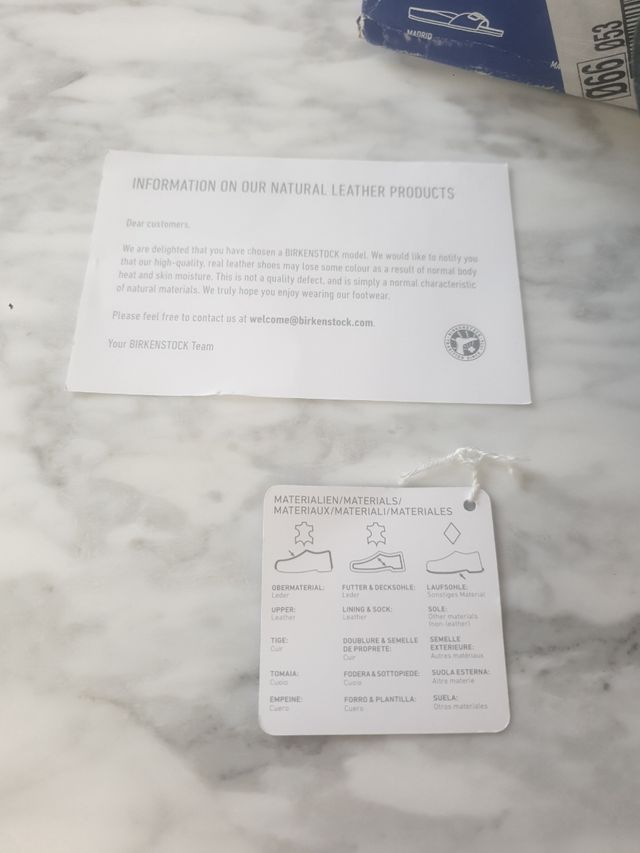 MADRID
066 053
INFORMATION ON OUR NATURAL LEATHER PRODUCTS
Dear customers,
We are delighted that you have chosen a BIRKENSTOCK model. We would like to notify you
that our high-quality, real leather shoes may lose some colour as a result of normal body
heat and skin moisture. This is not a quality defect, and is simply a normal characteristic
of natural materials. We truly hope you enjoy wearing our footwear.
Please feel free to contact us at welcome@birkenstock.com.
Your BIRKENSTOCK Team
MATERIALIEN/MATERIALS/
MATERIAUX/MATERIALI/MATERIALES
OBERMATERIAL: FUTTER & DECKSOHLE: LAUFSOHLE:
Leder Leder Sonstiges Material
UPPER: LINING & SOCK: SOLE:
Leather Leather Other materials
(non-leather)
TIGE: DOUBLURE & SEMELLE SEMELLE
Cuir DE PROPRETE: EXTERIEURE:
Cuir Autres matériaux
TOMAIA: FODERA & SOTTOPIEDE: SUOLA ESTERNA:
Cuoio Cuoio Altre materie
EMPEINE: FORRO & PLANTILLA: SUELA:
Cuero Cuero Otros materiales